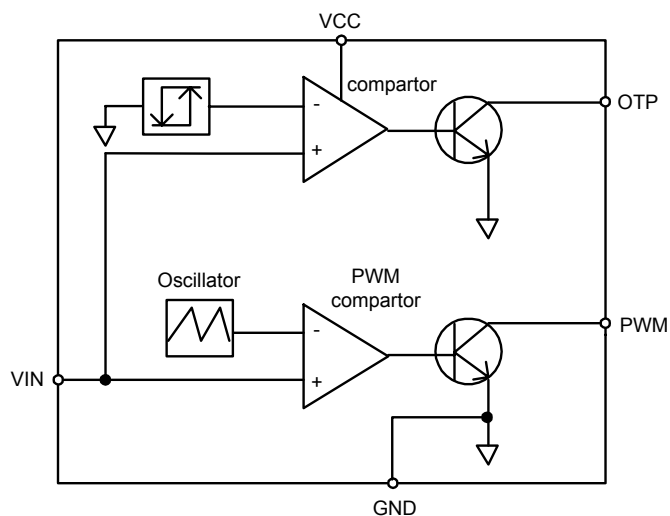 VCC
compartor
-
+
OTP
Oscillator
PWM
compartor
-
+
PWM
VIN
GND